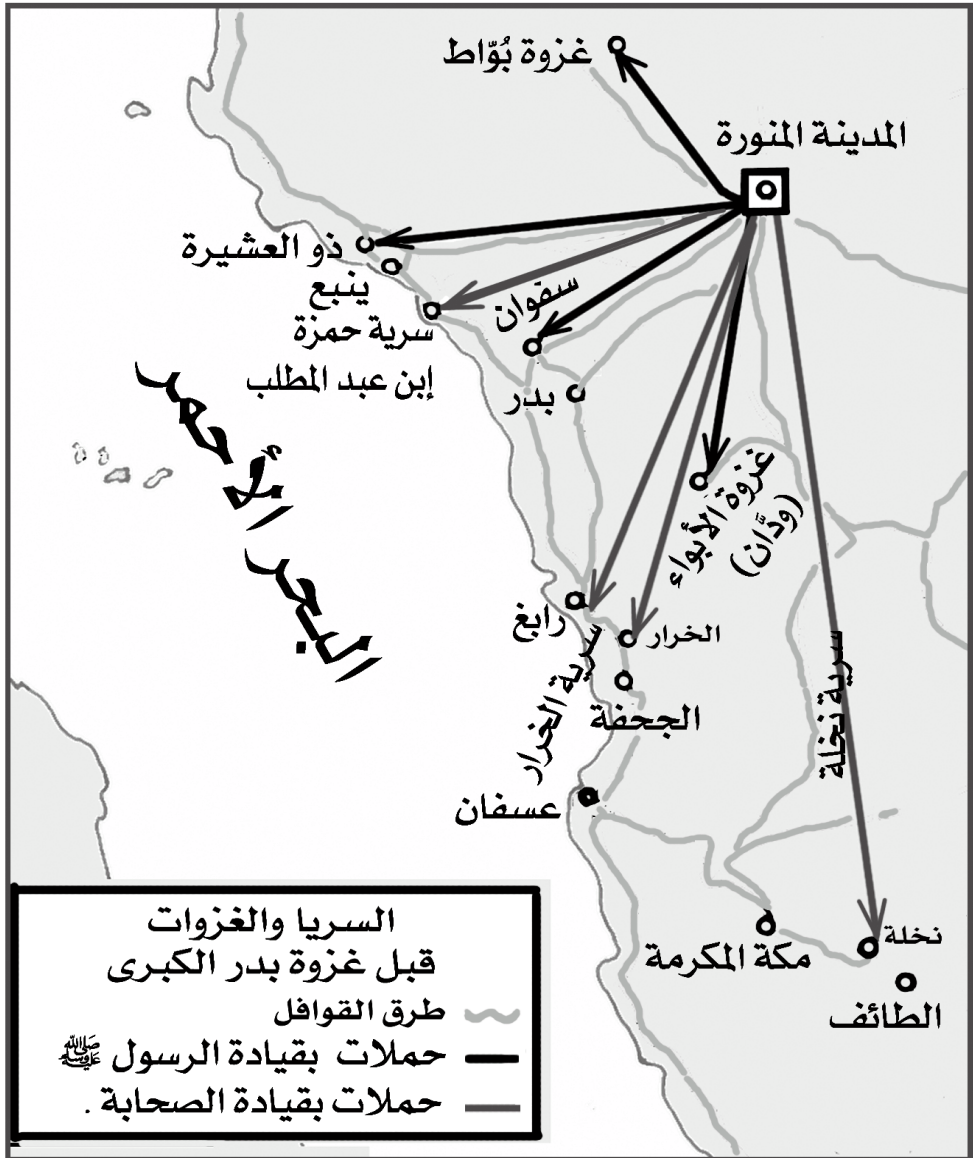 غزوة بُوّاط
المدينة المنورة
ذو العشيرة
ينبع
سفوان
سرية حمزة
إبن عبد المطلب
بدر
البحر الأحمر
غزوة الأبواء
(ودَّان)
رابغ
الخرار
سرية الخرار
الجحفة
سرية نخلة
عسفان
نخلة
مكة المكرمة
الطائف
السريا والغزوات
قبل غزوة بدر الكبرى
طرق القوافل
حملات بقيادة الرسول ﷺ
حملات بقيادة الصحابة .